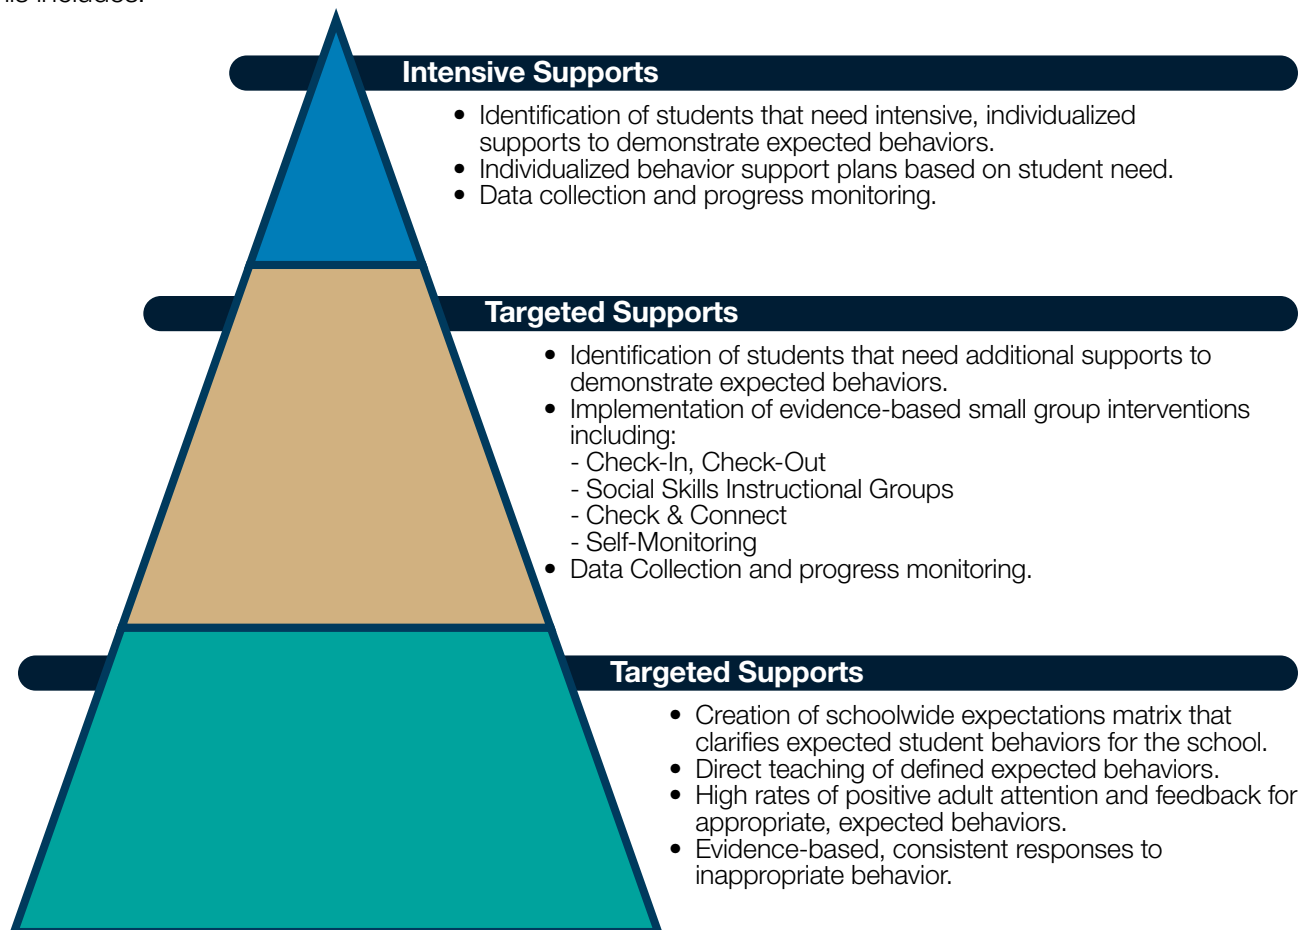 his includes:
Intensive Supports
• Identification of students that need intensive, individualized
supports to demonstrate expected behaviors.
• Individualized behavior support plans based on student need.
• Data collection and progress monitoring.
Targeted Supports
• Identification of students that need additional supports to
demonstrate expected behaviors.
• Implementation of evidence-based small group interventions
including:
- Check-In, Check-Out
- Social Skills Instructional Groups
- Check & Connect
- Self-Monitoring
• Data Collection and progress monitoring.
Targeted Supports
• Creation of schoolwide expectations matrix that
clarifies expected student behaviors for the school.
• Direct teaching of defined expected behaviors.
• High rates of positive adult attention and feedback for
appropriate, expected behaviors.
• Evidence-based, consistent responses to
inappropriate behavior.